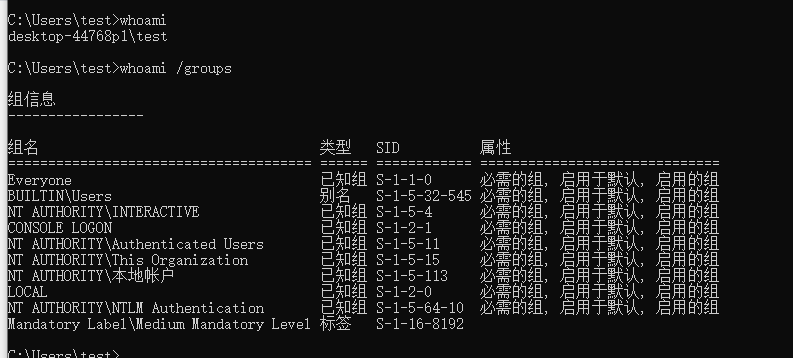 C:\Users\test>whoami
desktop-44768p1\test
C:\Users\test>whoami /groups
组信息
-----------------
组名 类型 SID 属性
====================================== ====== ============ ==============================
Everyone 已知组 S-1-1-0 必需的组, 启用于默认, 启用的组
BUILTIN\Users 别名 S-1-5-32-545 必需的组, 启用于默认, 启用的组
NT AUTHORITY\INTERACTIVE 已知组 S-1-5-4 必需的组, 启用于默认, 启用的组
CONSOLE LOGON 已知组 S-1-2-1 必需的组, 启用于默认, 启用的组
NT AUTHORITY\Authenticated Users 已知组 S-1-5-11 必需的组, 启用于默认, 启用的组
NT AUTHORITY\This Organization 已知组 S-1-5-15 必需的组, 启用于默认, 启用的组
NT AUTHORITY\本地帐户 已知组 S-1-5-113 必需的组, 启用于默认, 启用的组
LOCAL 已知组 S-1-2-0 必需的组, 启用于默认, 启用的组
NT AUTHORITY\NTLM Authentication 已知组 S-1-5-64-10 必需的组, 启用于默认, 启用的组
Mandatory Label\Medium Mandatory Level 标签 S-1-16-8192
C:\Users\test>